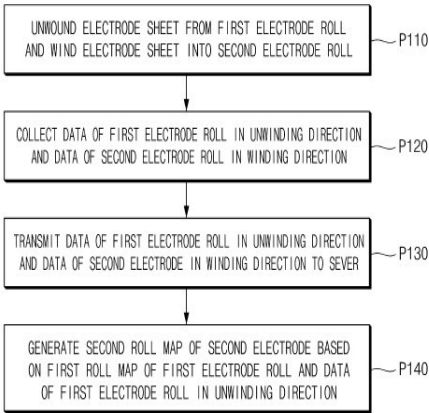 UNWOUND ELECTRODE SHEET FROM FIRST ELECTRODE ROLL
AND WIND ELECTRODE SHEET INTO SECOND ELECTRODE ROLL
P110
COLLECT DATA OF FIRST ELECTRODE ROLL IN UNWINDING DIRECTION
AND DATA OF SECOND ELECTRODE ROLL IN WINDING DIRECTION
P120
TRANSMIT DATA OF FIRST ELECTRODE ROLL IN UNWINDING DIRECTION
AND DATA OF SECOND ELECTRODE IN WINDING DIRECTION TO SEVER
P130
GENERATE SECOND ROLL MAP OF SECOND ELECTRODE BASED
ON FIRST ROLL MAP OF FIRST ELECTRODE ROLL AND DATA
OF FIRST ELECTRODE ROLL IN UNWINDING DIRECTION
P140